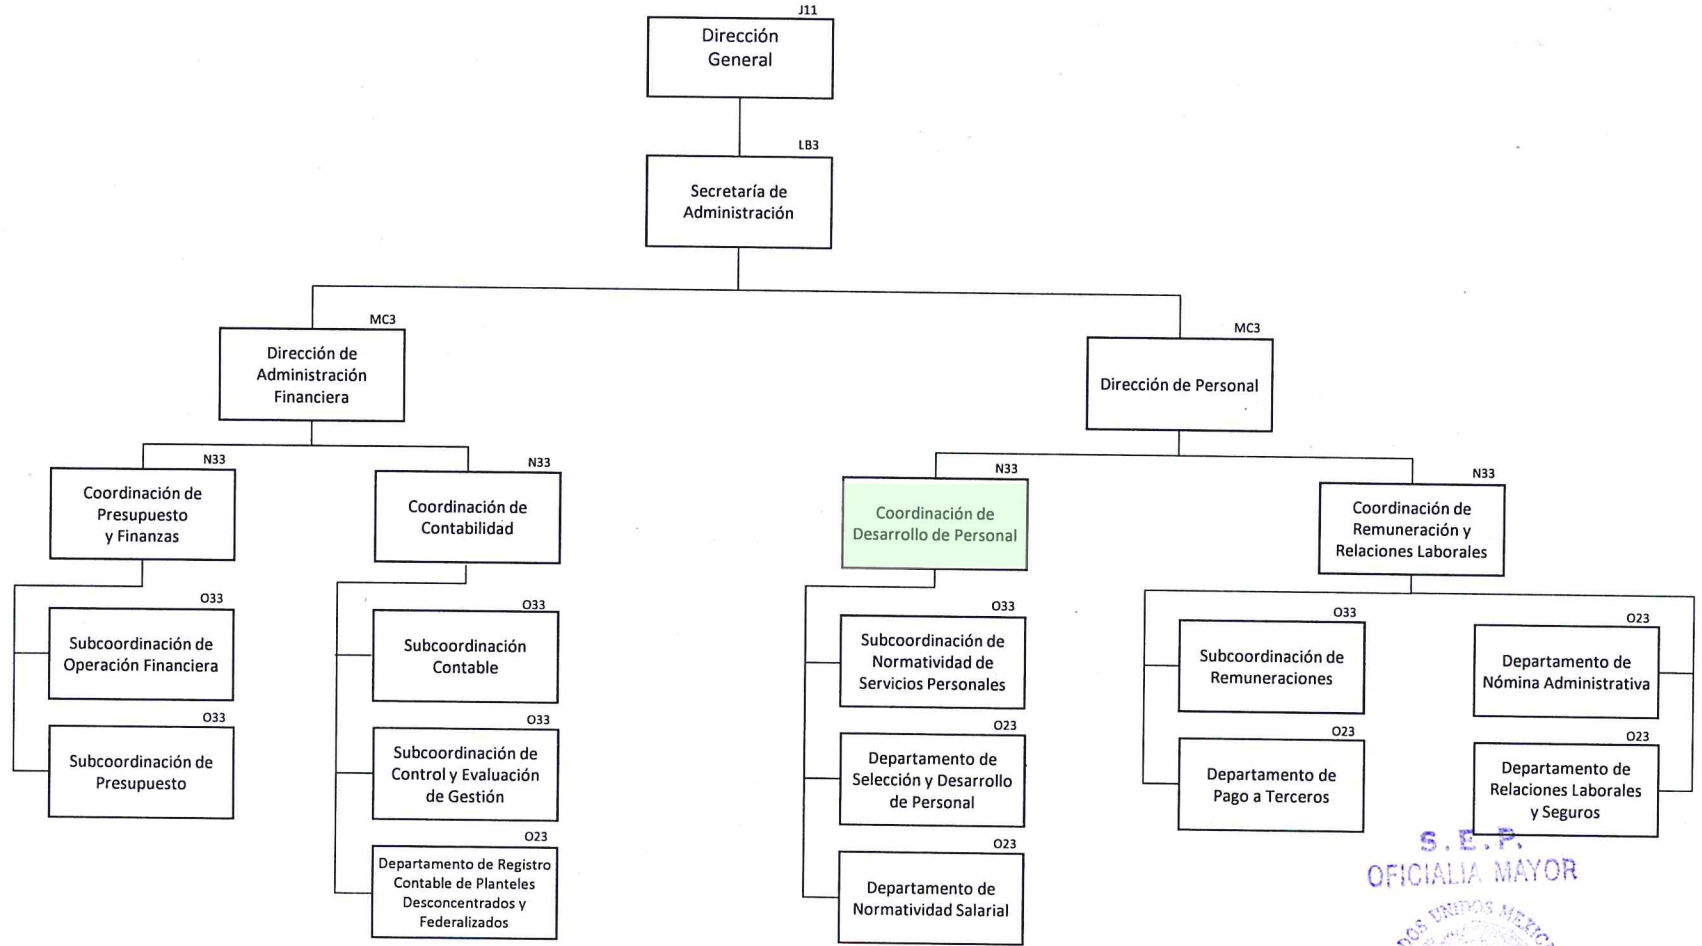 J11
Dirección
General
LB3
Secretaría de
Administración
MC3
Dirección de
Administración
Financiera
MC3
Dirección de Personal
N33
Coordinación de
Presupuesto
y Finanzas
N33
Coordinación de
Contabilidad
N33
Coordinación de
Desarrollo de Personal
N33
Coordinación de
Remuneración y
Relaciones Laborales
O33
Subcoordinación de
Operación Financiera
O33
Subcoordinación de
Presupuesto
O33
Subcoordinación
Contable
O33
Subcoordinación de
Control y Evaluación
de Gestión
O23
Departamento de Registro
Contable de Planteles
Desconcentrados y
Federalizados
O33
Subcoordinación de
Normatividad de
Servicios Personales
O23
Departamento de
Selección y Desarrollo
de Personal
O23
Departamento de
Normatividad Salarial
O33
Subcoordinación de
Remuneraciones
O23
Departamento de
Pago a Terceros
O23
Departamento de
Nómina Administrativa
O23
Departamento de
Relaciones Laborales
y Seguros
S.E.P.
OFICIALIA MAYOR
UNIDOS